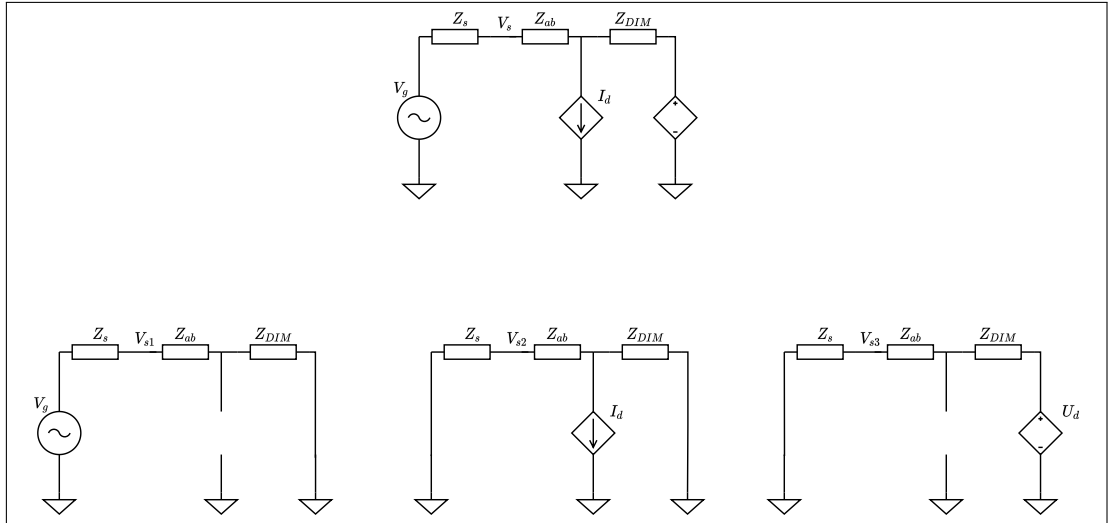 Z_s V_s Z_ab Z_DIM
V_g I_d + -
Z_s V_s1 Z_ab Z_DIM Z_s V_s2 Z_ab Z_DIM Z_s V_s3 Z_ab Z_DIM
V_g I_d + - U_d